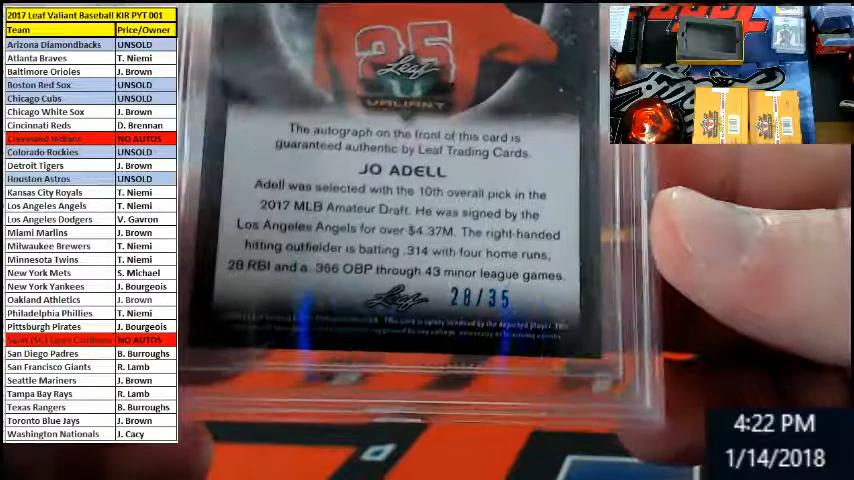 2017 Leaf Valiant Baseball KIR PYT 001
Team Price/Owner
Arizona Diamondbacks UNSOLD
Atlanta Braves T. Niemi
Baltimore Orioles J. Brown
Boston Red Sox UNSOLD
Chicago Cubs UNSOLD
Chicago White Sox J. Brown
Cincinnati Reds D. Brennan
Cleveland Indians NO AUTOS
Colorado Rockies UNSOLD
Detroit Tigers J. Brown
Houston Astros UNSOLD
Kansas City Royals T. Niemi
Los Angeles Angels T. Niemi
Los Angeles Dodgers V. Gavron
Miami Marlins J. Brown
Milwaukee Brewers T. Niemi
Minnesota Twins T. Niemi
New York Mets S. Michael
New York Yankees J. Bourgeois
Oakland Athletics J. Brown
Philadelphia Phillies T. Niemi
Pittsburgh Pirates J. Bourgeois
NO AUTOS
San Diego Padres B. Burroughs
San Francisco Giants R. Lamb
Seattle Mariners J. Brown
Tampa Bay Rays R. Lamb
Texas Rangers B. Burroughs
Toronto Blue Jays J. Brown
Washington Nationals J. Cacy
25
Leaf
VALIANT
The autograph on the front of this card is
guaranteed authentic by Leaf Trading Cards.
JO ADELL
Adell was selected with the 10th overall pick in the
2017 MLB Amateur Draft. He was signed by the
Los Angeles Angels for over $4.37M. The right-handed
hitting outfielder is batting .314 with four home runs,
28 RBI and a .366 OBP through 43 minor league games.
Leaf 28/35
4:22 PM
1/14/2018